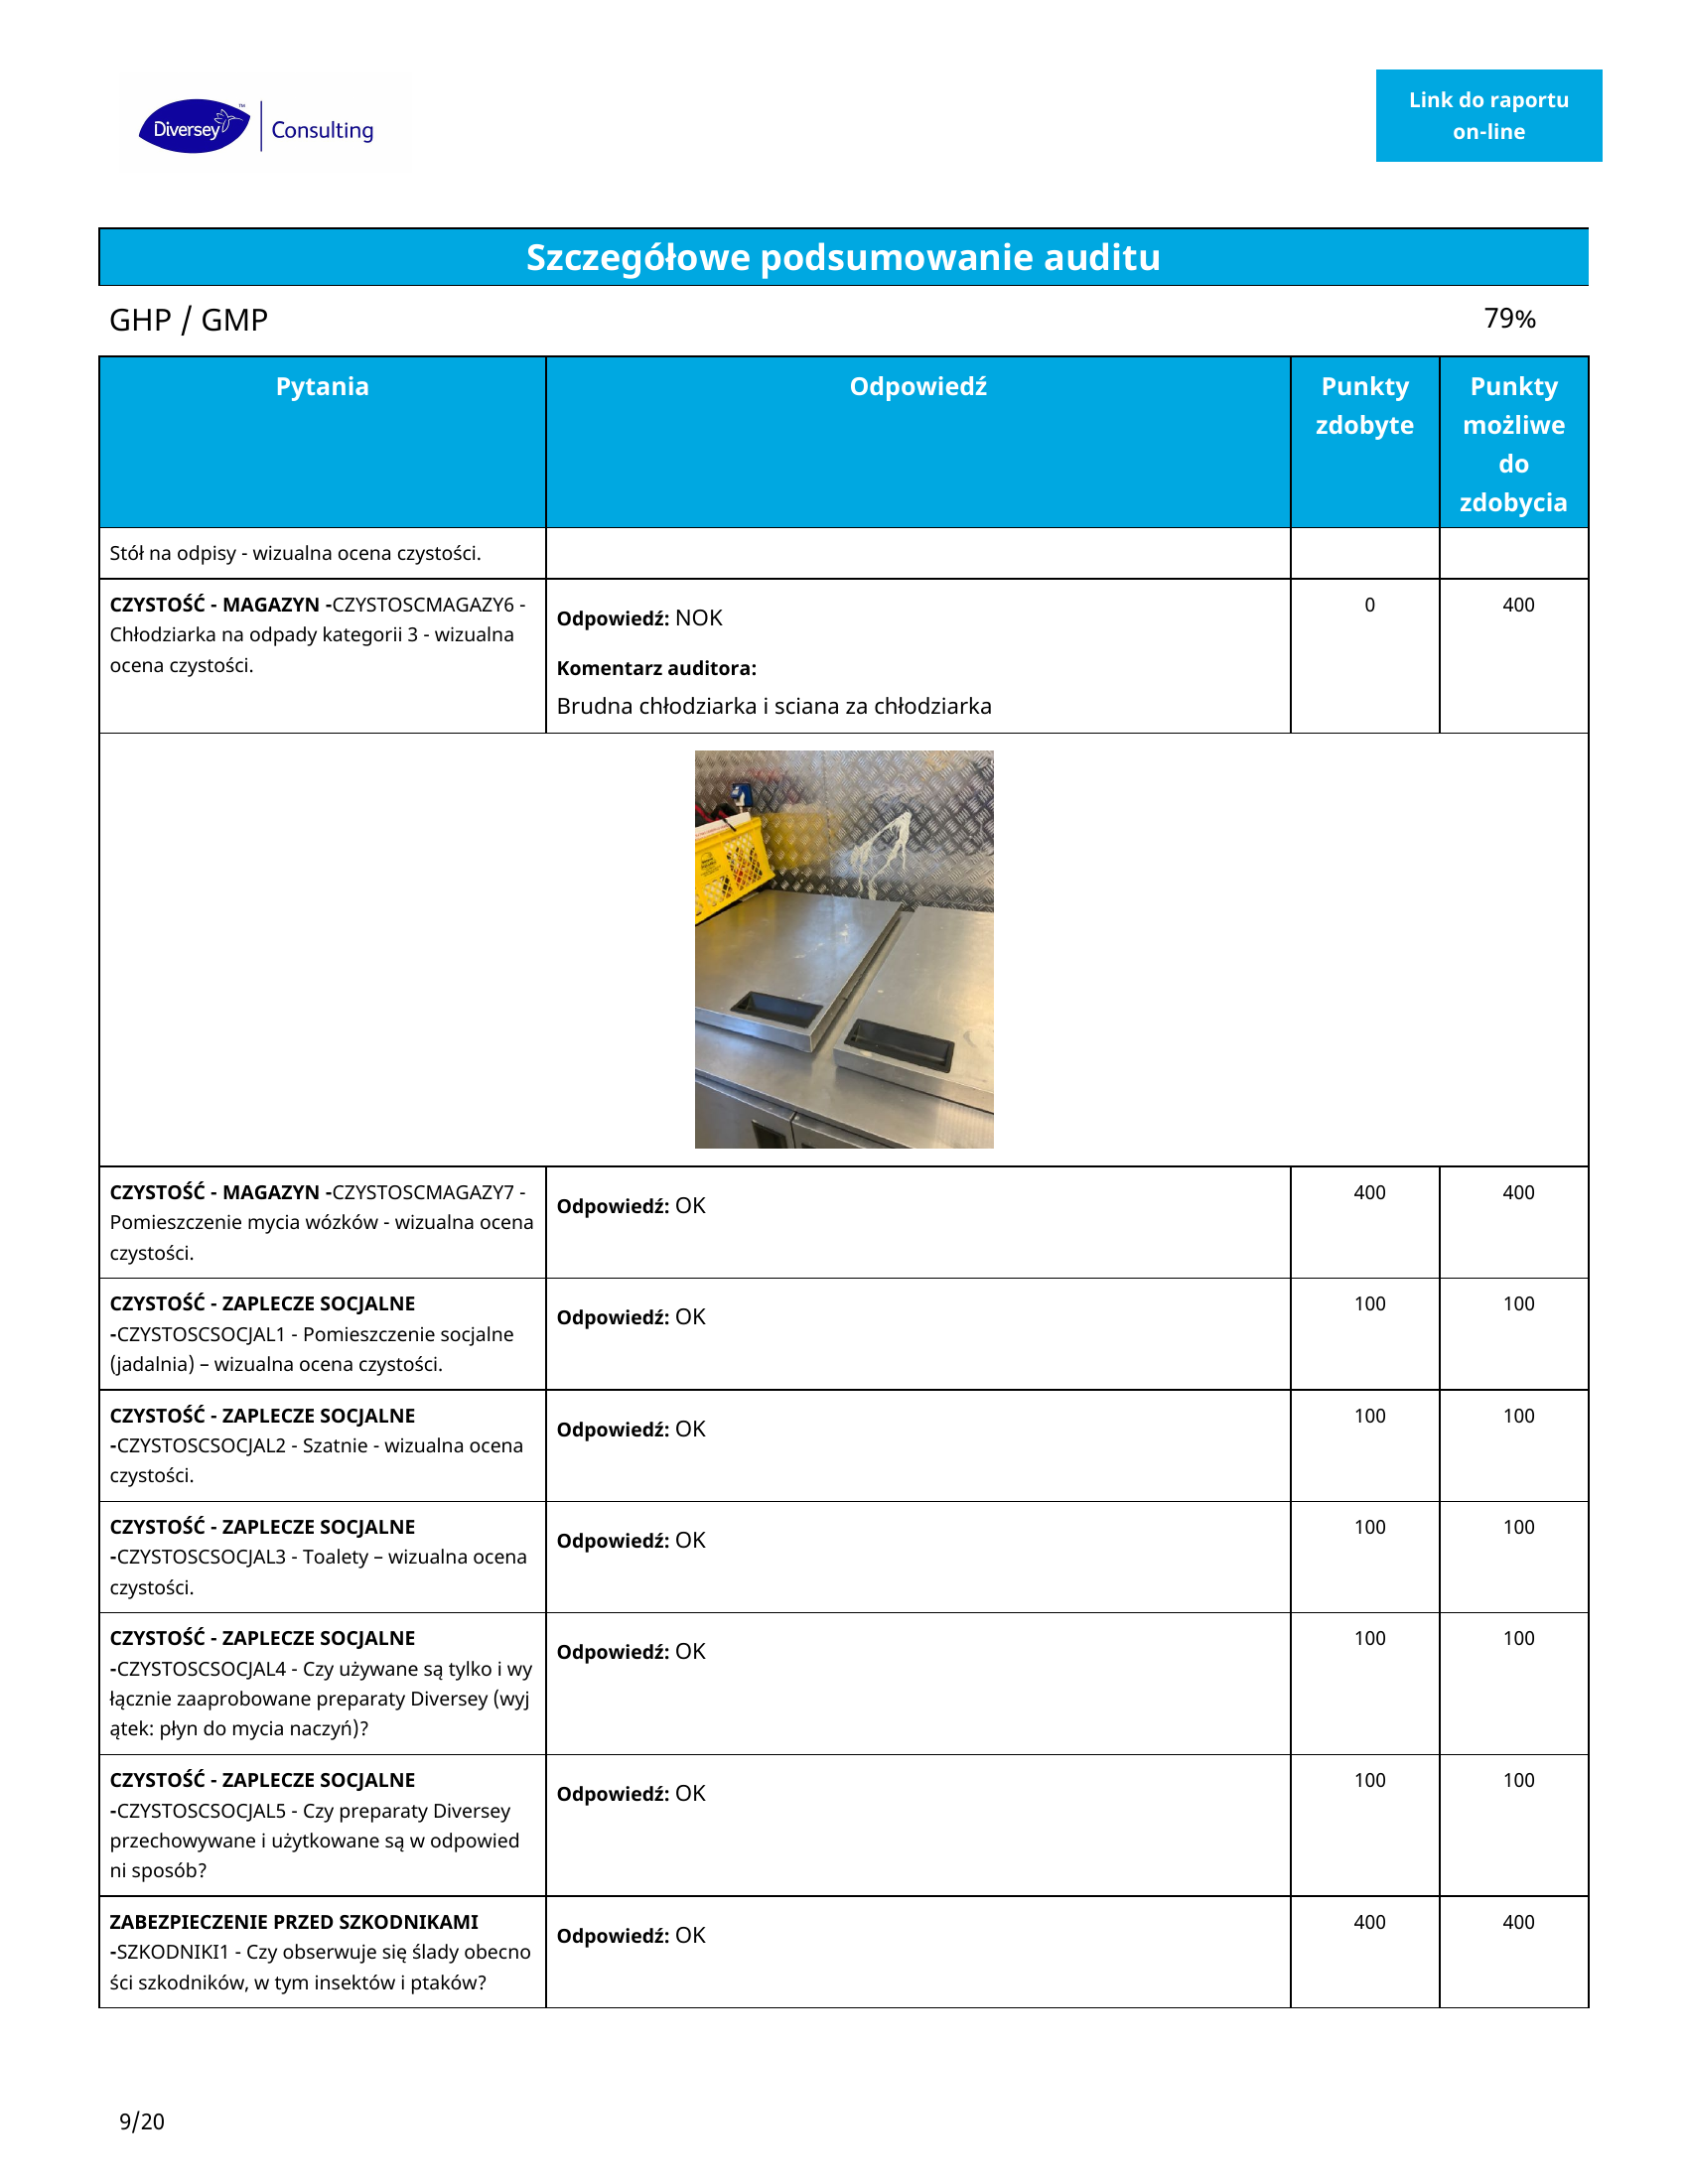 Diversey™ Consulting
Link do raportu
on-line
Szczegółowe podsumowanie auditu
GHP / GMP 79%
Pytania Odpowiedź Punkty zdobyte Punkty możliwe do zdobycia
Stół na odpisy - wizualna ocena czystości.
CZYSTOŚĆ - MAGAZYN -CZYSTOSCMAGAZY6 -
Chłodziarka na odpady kategorii 3 - wizualna
ocena czystości.
Odpowiedź: NOK
Komentarz auditora:
Brudna chłodziarka i sciana za chłodziarka
0 400
CZYSTOŚĆ - MAGAZYN -CZYSTOSCMAGAZY7 -
Pomieszczenie mycia wózków - wizualna ocena
czystości.
Odpowiedź: OK
400 400
CZYSTOŚĆ - ZAPLECZE SOCJALNE
-CZYSTOSCSOCJAL1 - Pomieszczenie socjalne
(jadalnia) – wizualna ocena czystości.
Odpowiedź: OK
100 100
CZYSTOŚĆ - ZAPLECZE SOCJALNE
-CZYSTOSCSOCJAL2 - Szatnie - wizualna ocena
czystości.
Odpowiedź: OK
100 100
CZYSTOŚĆ - ZAPLECZE SOCJALNE
-CZYSTOSCSOCJAL3 - Toalety – wizualna ocena
czystości.
Odpowiedź: OK
100 100
CZYSTOŚĆ - ZAPLECZE SOCJALNE
-CZYSTOSCSOCJAL4 - Czy używane są tylko i wy
łącznie zaaprobowane preparaty Diversey (wyj
ątek: płyn do mycia naczyń)?
Odpowiedź: OK
100 100
CZYSTOŚĆ - ZAPLECZE SOCJALNE
-CZYSTOSCSOCJAL5 - Czy preparaty Diversey
przechowywane i użytkowane są w odpowied
ni sposób?
Odpowiedź: OK
100 100
ZABEZPIECZENIE PRZED SZKODNIKAMI
-SZKODNIKI1 - Czy obserwuje się ślady obecno
ści szkodników, w tym insektów i ptaków?
Odpowiedź: OK
400 400
9/20